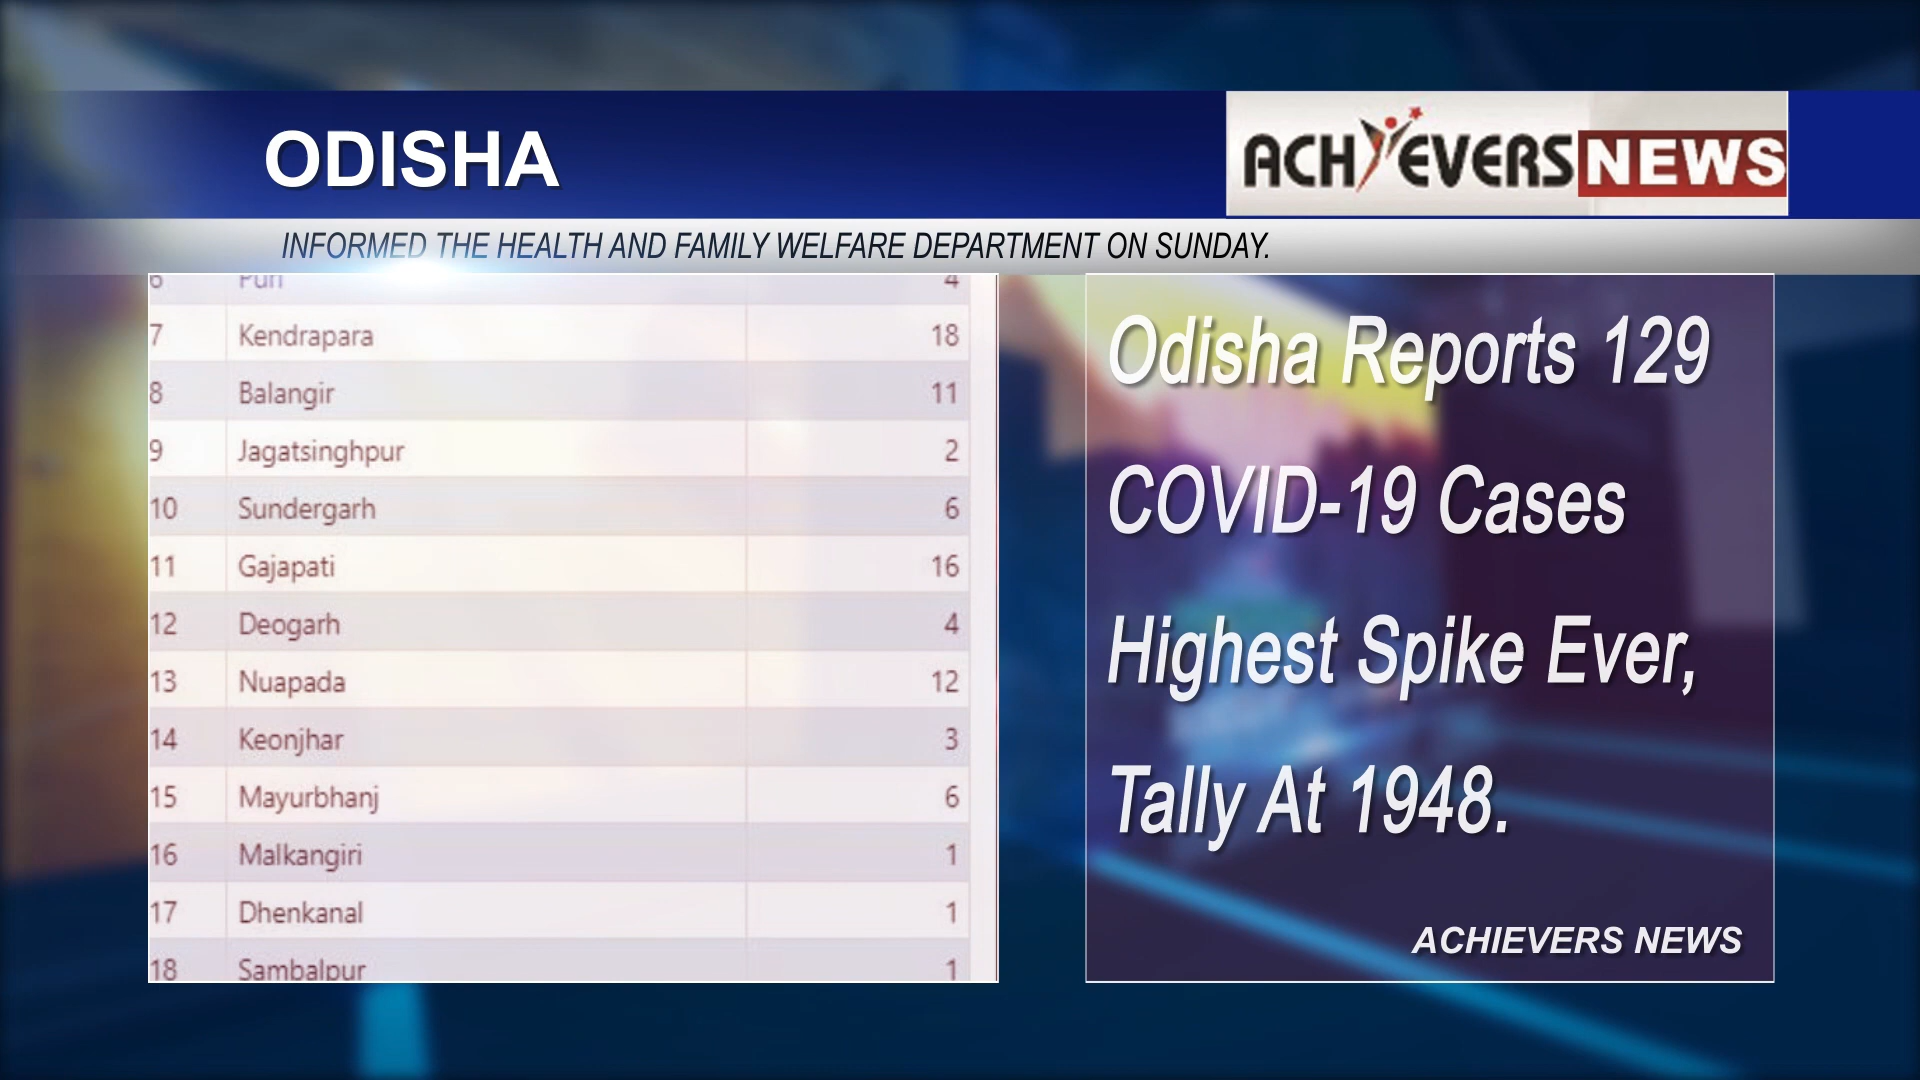 ODISHA
ACHIEVERS NEWS
INFORMED THE HEALTH AND FAMILY WELFARE DEPARTMENT ON SUNDAY.
6 Puri 4
7 Kendrapara 18
8 Balangir 11
9 Jagatsinghpur 2
10 Sundergarh 6
11 Gajapati 16
12 Deogarh 4
13 Nuapada 12
14 Keonjhar 3
15 Mayurbhanj 6
16 Malkangiri 1
17 Dhenkanal 1
18 Sambalpur 1
Odisha Reports 129
COVID-19 Cases
Highest Spike Ever,
Tally At 1948.
ACHIEVERS NEWS